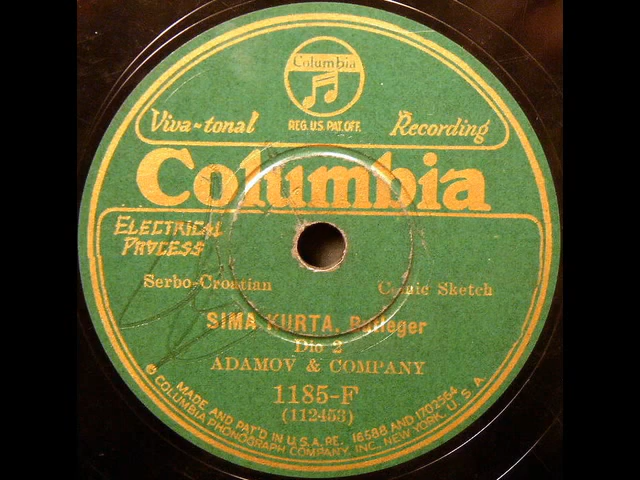 Columbia
Viva-tonal REG. U.S. PAT. OFF. Recording
Columbia
ELECTRICAL
PROCESS
Serbo-Croatian Comic Sketch
SIMA KURTA,
Dio 2
ADAMOV & COMPANY
1185-F
(112453)
MADE AND PAT'D IN U.S.A. RE. 16588 AND 1702564
© COLUMBIA PHONOGRAPH COMPANY, INC. NEW YORK, U.S.A.